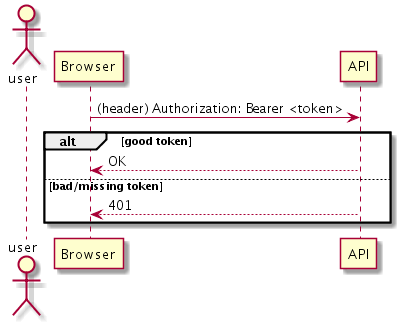 user
Browser
API
(header) Authorization: Bearer <token>
alt
[good token]
OK
[bad/missing token]
401
user
Browser
API